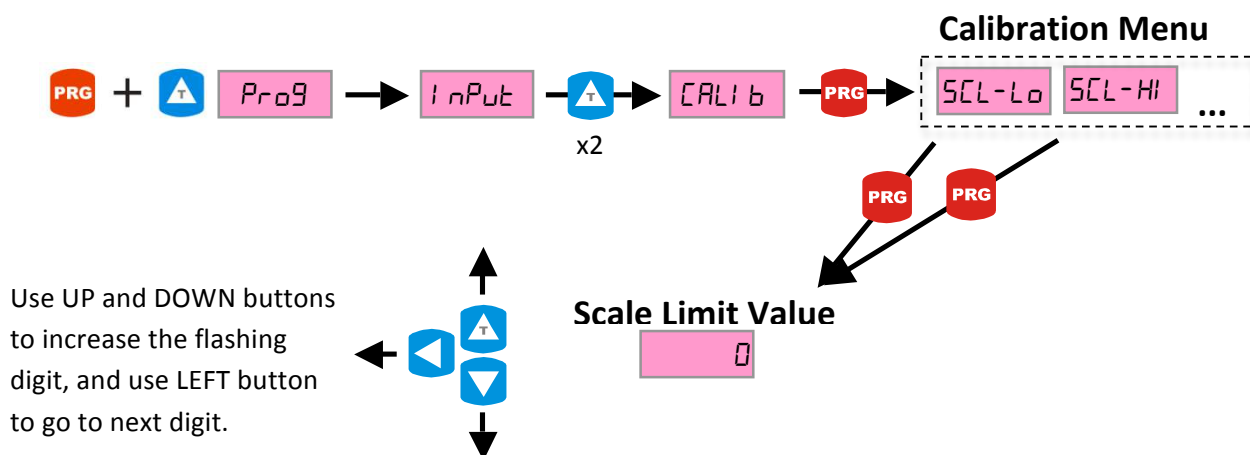 Calibration Menu
PRG + T Prog InPut T CALIb PRG SCL-Lo SCL-HI ...
x2
PRG PRG
Use UP and DOWN buttons
to increase the flashing
digit, and use LEFT button
to go to next digit.
T
Scale Limit Value
0